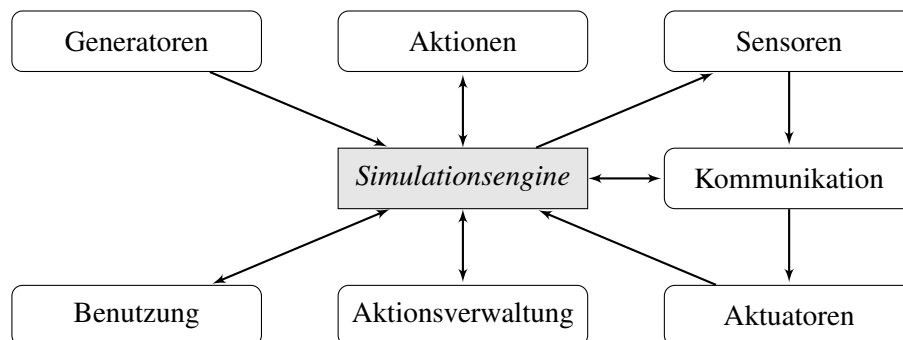 Generatoren
Aktionen
Sensoren
Simulationsengine
Kommunikation
Benutzung
Aktionsverwaltung
Aktuatoren